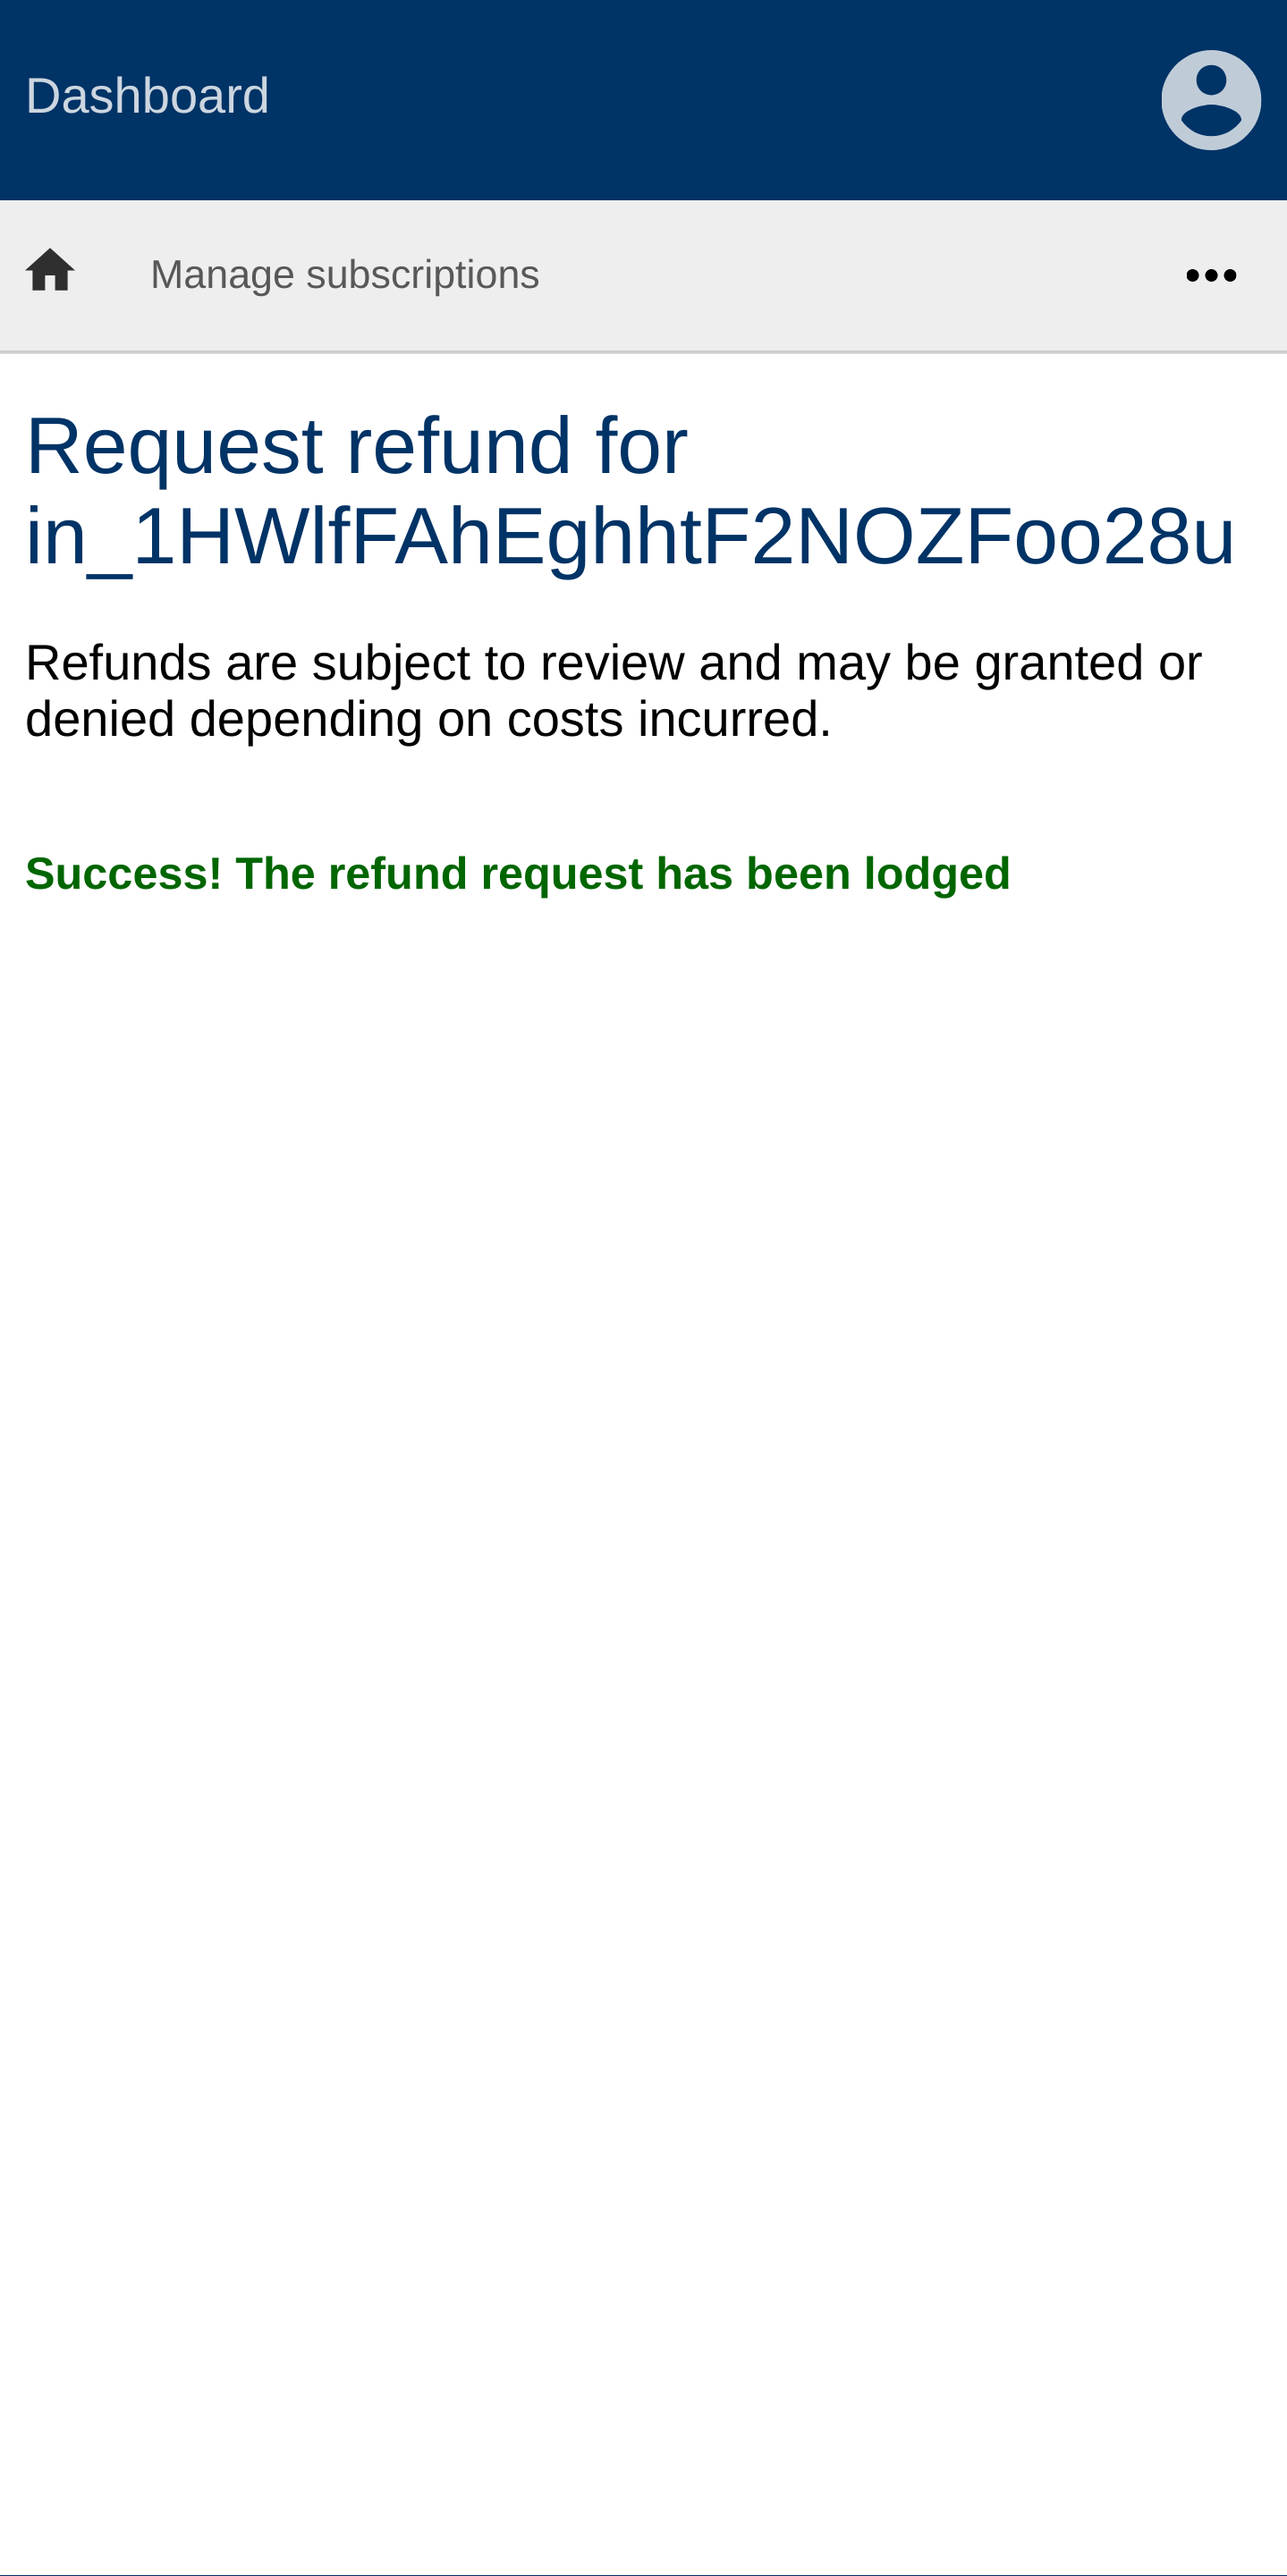 Dashboard
Manage subscriptions
Request refund for
in_1HWlfFAhEghhtF2NOZFoo28u
Refunds are subject to review and may be granted or
denied depending on costs incurred.
Success! The refund request has been lodged